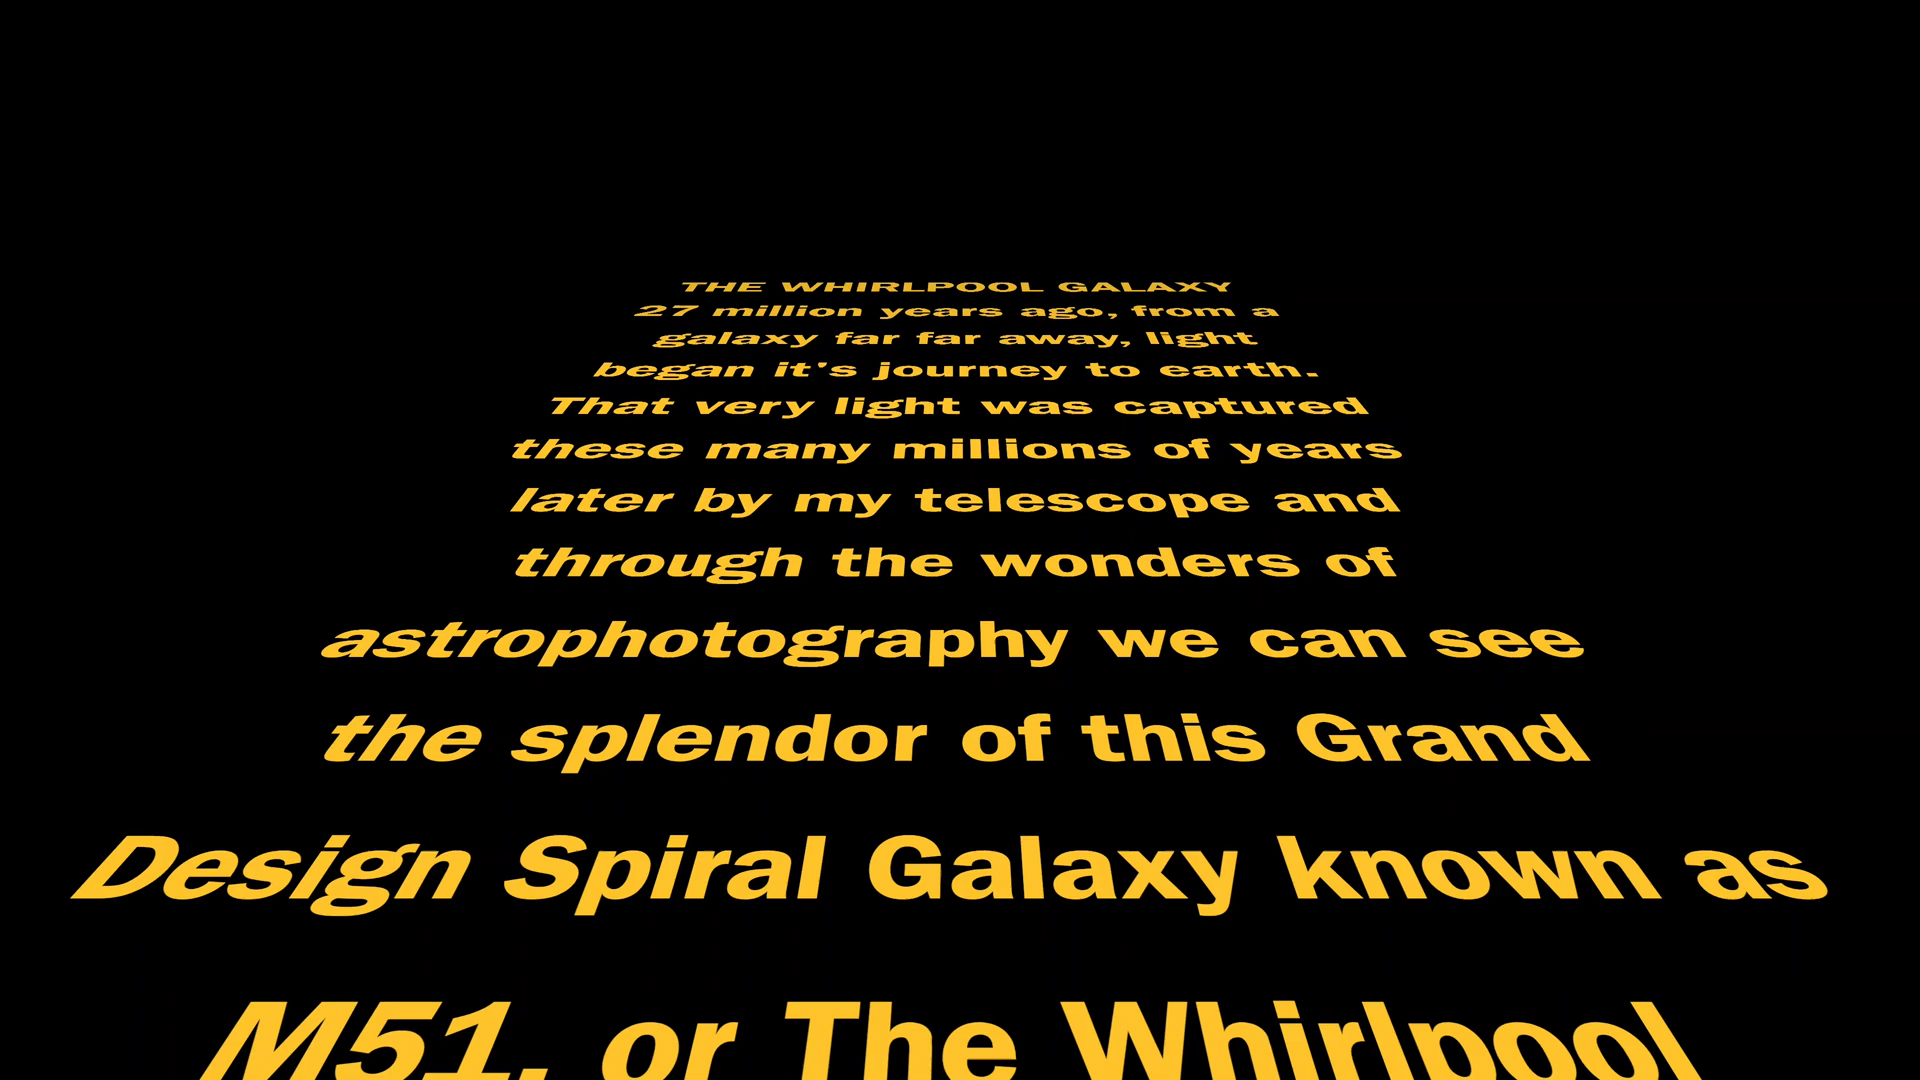 THE WHIRLPOOL GALAXY
27 million years ago, from a
galaxy far far away, light
began it's journey to earth.
That very light was captured
these many millions of years
later by my telescope and
through the wonders of
astrophotography we can see
the splendor of this Grand
Design Spiral Galaxy known as
M51, or The Whirlpool